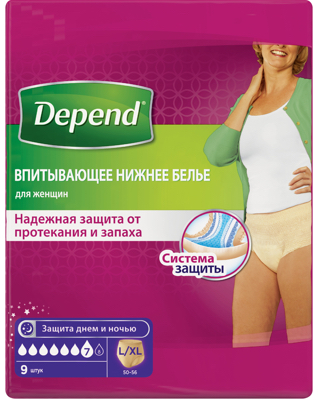 Depend®
ВПИТЫВАЮЩЕЕ НИЖНЕЕ БЕЛЬЕ
для женщин
Надежная защита от
протекания и запаха
Система
защиты
Защита днем и ночью
7
L/XL
9 штук
50-56